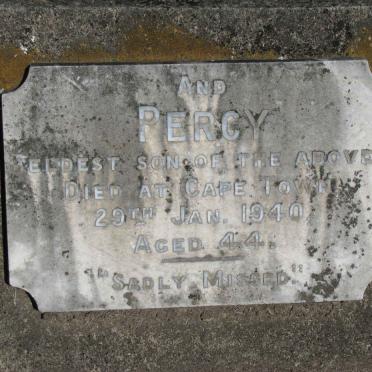 AND
PERCY
ELDEST SON OF THE ABOVE
DIED AT CAPE TOWN
29TH JAN. 1940.
AGED 44.
"SADLY MISSED"